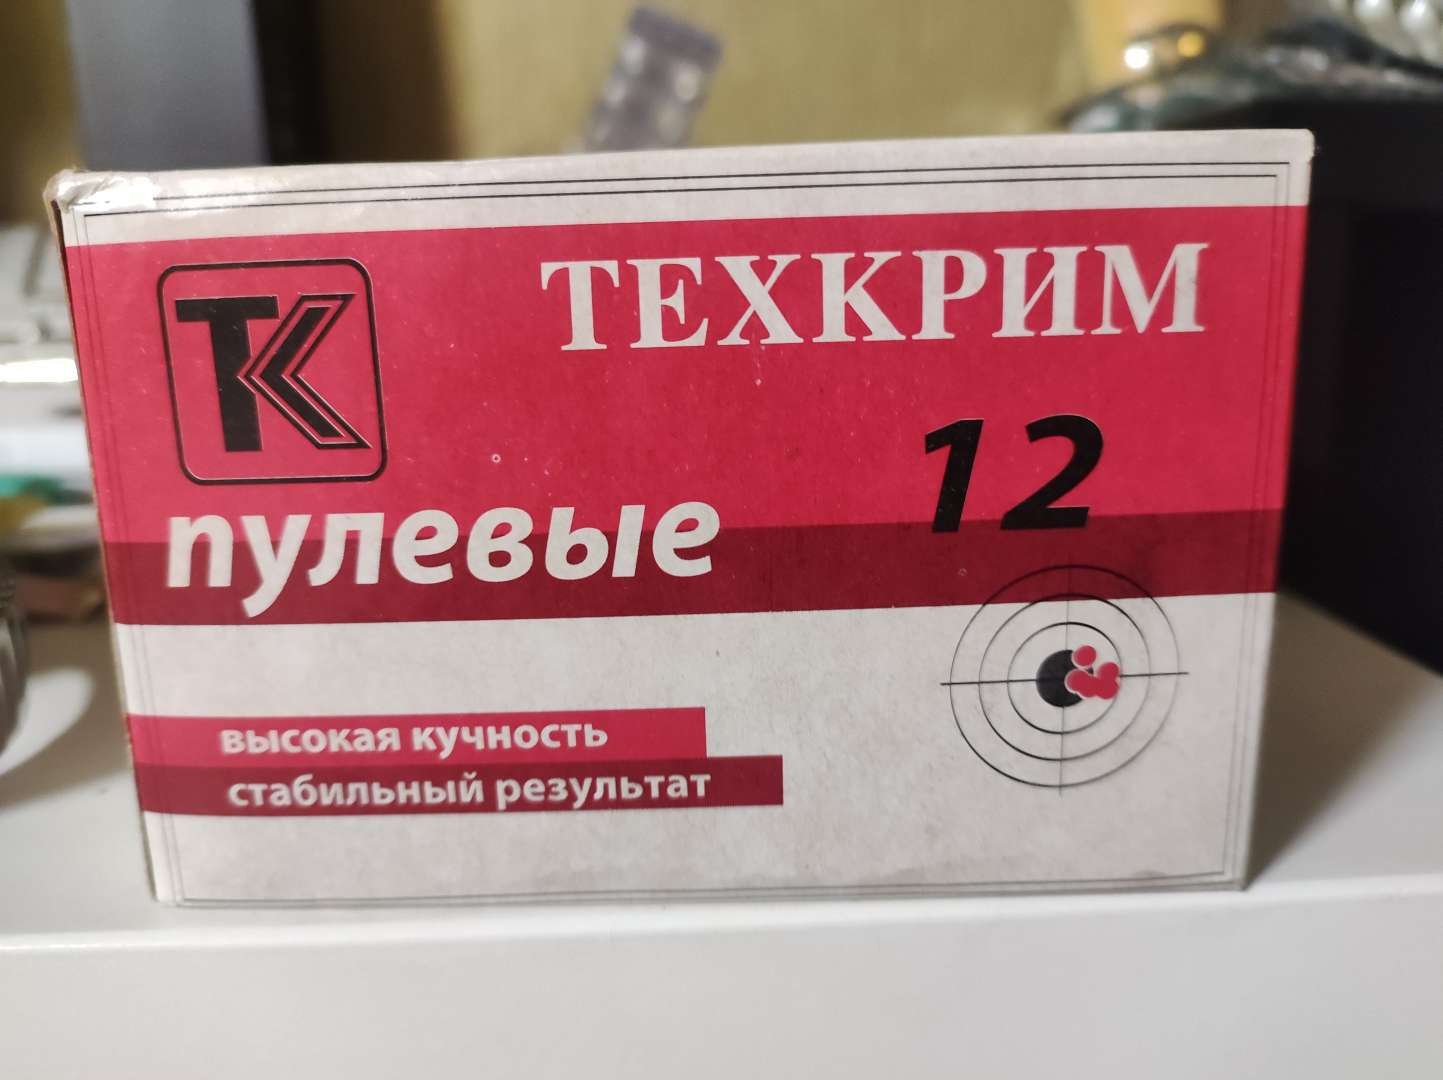 ТК
ТЕХКРИМ
12
пулевые
высокая кучность
стабильный результат